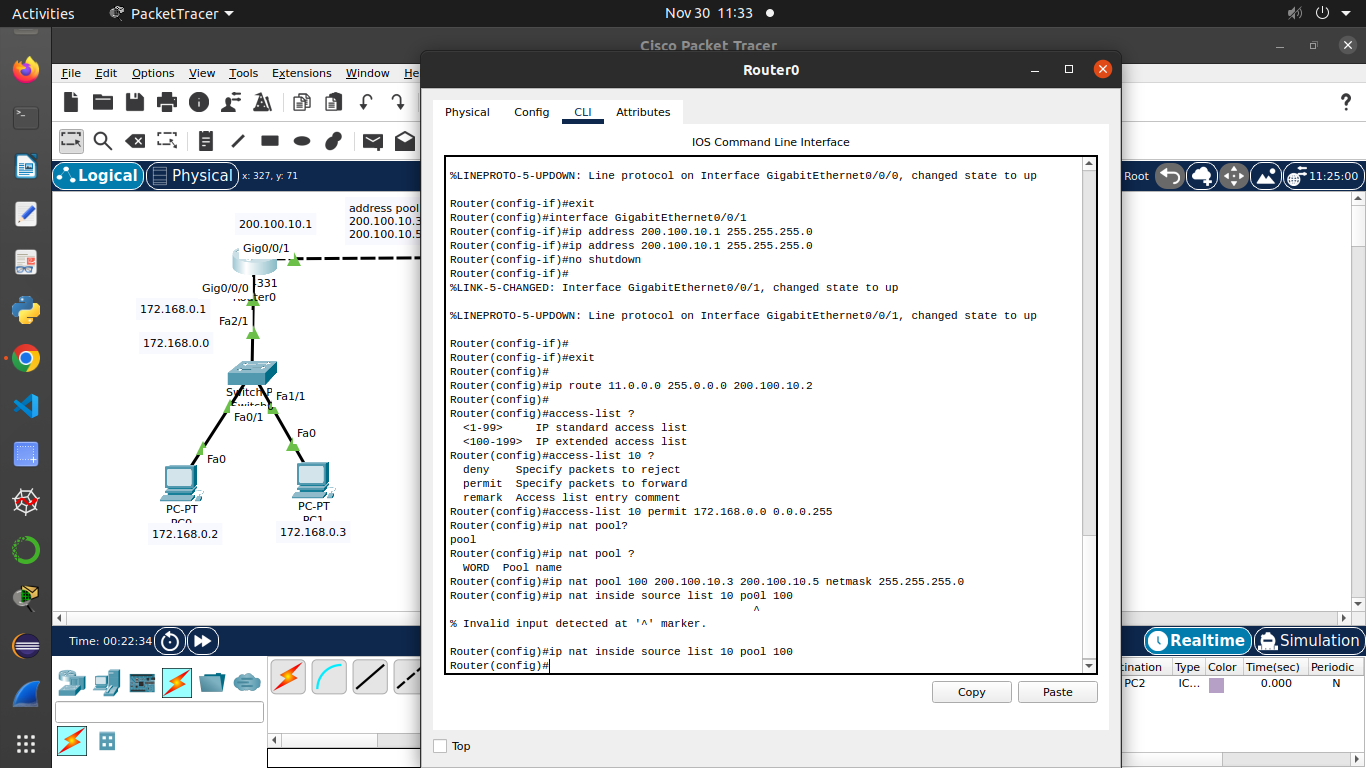 Activities
PacketTracer
Nov 30 11:33
Cisco Packet Tracer
File Edit Options View Tools Extensions Window He
Router0
Physical Config CLI Attributes
IOS Command Line Interface
Logical
Physical
x: 327, y: 71
Root
11:25:00
200.100.10.1
address pool
200.100.10.3
200.100.10.5
Gig0/0/1
Gig0/0/0
172.168.0.1
Fa2/1
172.168.0.0
Fa1/1
Fa0/1
Fa0
Fa0
PC-PT
PC-PT
172.168.0.2
172.168.0.3
%LINEPROTO-5-UPDOWN: Line protocol on Interface GigabitEthernet0/0/0, changed state to up
Router(config-if)#exit
Router(config)#interface GigabitEthernet0/0/1
Router(config-if)#ip address 200.100.10.1 255.255.255.0
Router(config-if)#ip address 200.100.10.1 255.255.255.0
Router(config-if)#no shutdown
Router(config-if)#
%LINK-5-CHANGED: Interface GigabitEthernet0/0/1, changed state to up
%LINEPROTO-5-UPDOWN: Line protocol on Interface GigabitEthernet0/0/1, changed state to up
Router(config-if)#
Router(config-if)#exit
Router(config)#
Router(config)#ip route 11.0.0.0 255.0.0.0 200.100.10.2
Router(config)#
Router(config)#access-list ?
<1-99> IP standard access list
<100-199> IP extended access list
Router(config)#access-list 10 ?
deny Specify packets to reject
permit Specify packets to forward
remark Access list entry comment
Router(config)#access-list 10 permit 172.168.0.0 0.0.0.255
Router(config)#ip nat pool?
pool
Router(config)#ip nat pool ?
WORD Pool name
Router(config)#ip nat pool 100 200.100.10.3 200.100.10.5 netmask 255.255.255.0
Router(config)#ip nat inside source list 10 po0l 100
^
% Invalid input detected at '^' marker.
Router(config)#ip nat inside source list 10 pool 100
Router(config)#
Copy
Paste
Top
Time: 00:22:34
Realtime
Simulation
Type Color Time(sec) Periodic
PC2 IC... 0.000 N